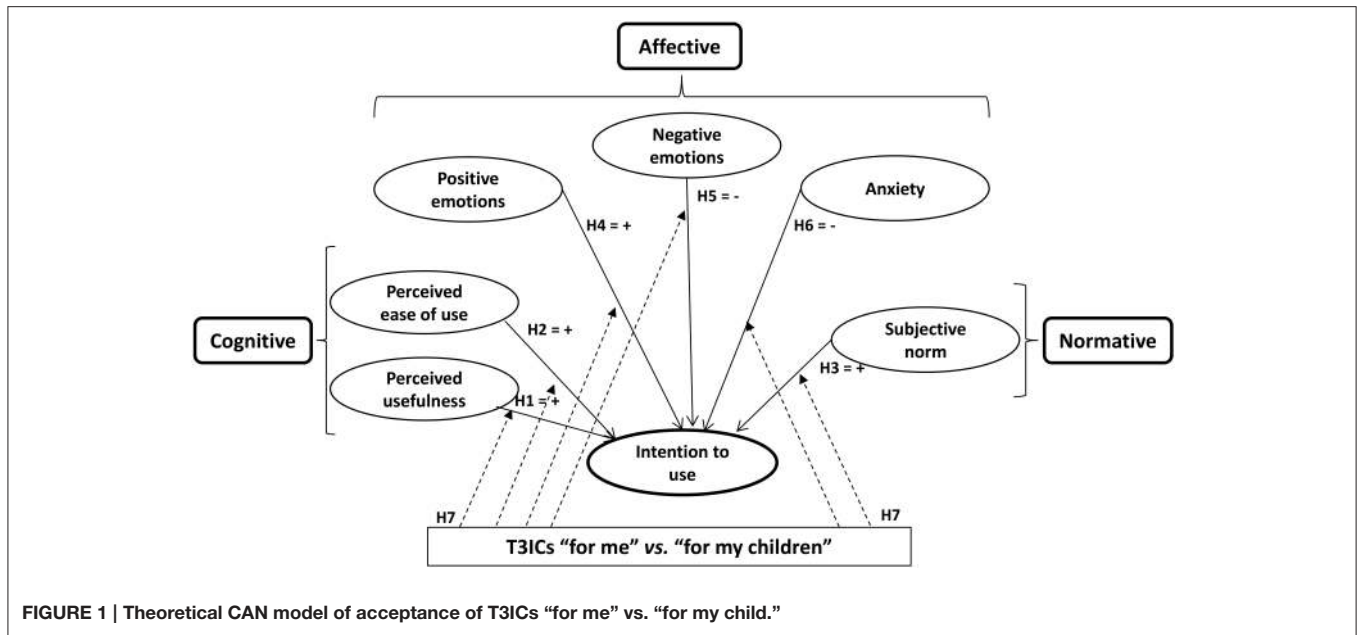 Affective
Negative
emotions
Positive
emotions
Anxiety
H5 = -
H4 = +
H6 = -
Perceived
ease of use
Cognitive
H2 = +
Subjective
norm
Normative
Perceived
usefulness
H3 = +
H1 = +
Intention to
use
H7
H7
T3ICs “for me” vs. “for my children”
FIGURE 1 | Theoretical CAN model of acceptance of T3ICs “for me” vs. “for my child.”